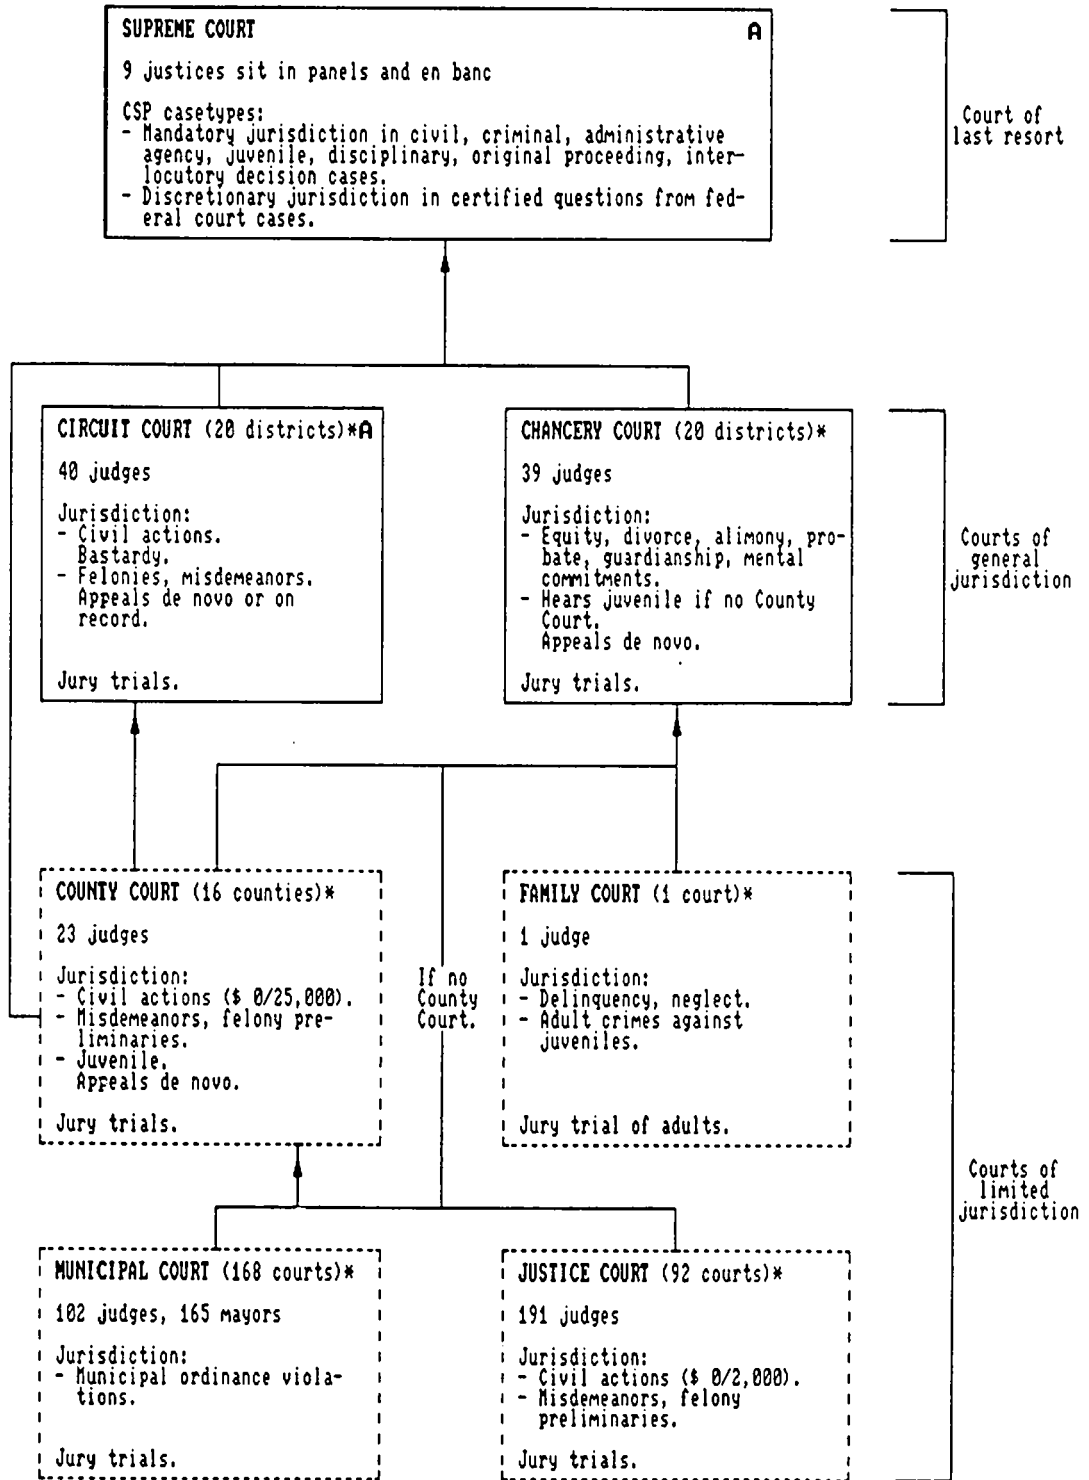 SUPREME COURT A
9 justices sit in panels and en banc
CSP casetypes:
- Mandatory jurisdiction in civil, criminal, administrative
agency, juvenile, disciplinary, original proceeding, inter-
locutory decision cases.
- Discretionary jurisdiction in certified questions from fed-
eral court cases.
Court of
last resort
CIRCUIT COURT (20 districts)*A
40 judges
Jurisdiction:
- Civil actions.
Bastardy.
- Felonies, misdemeanors.
Appeals de novo or on
record.
Jury trials.
CHANCERY COURT (20 districts)*
39 judges
Jurisdiction:
- Equity, divorce, alimony, pro-
bate, guardianship, mental
commitments.
- Hears juvenile if no County
Court.
Appeals de novo.
Jury trials.
Courts of
general
jurisdiction
COUNTY COURT (16 counties)*
23 judges
Jurisdiction:
- Civil actions ($ 0/25,000).
- Misdemeanors, felony pre-
liminaries.
- Juvenile.
Appeals de novo.
Jury trials.
If no
County
Court.
FAMILY COURT (1 court)*
1 judge
Jurisdiction:
- Delinquency, neglect.
- Adult crimes against
juveniles.
Jury trial of adults.
Courts of
limited
jurisdiction
MUNICIPAL COURT (168 courts)*
102 judges, 165 mayors
Jurisdiction:
- Municipal ordinance viola-
tions.
Jury trials.
JUSTICE COURT (92 courts)*
191 judges
Jurisdiction:
- Civil actions ($ 0/2,000).
- Misdemeanors, felony
preliminaries.
Jury trials.